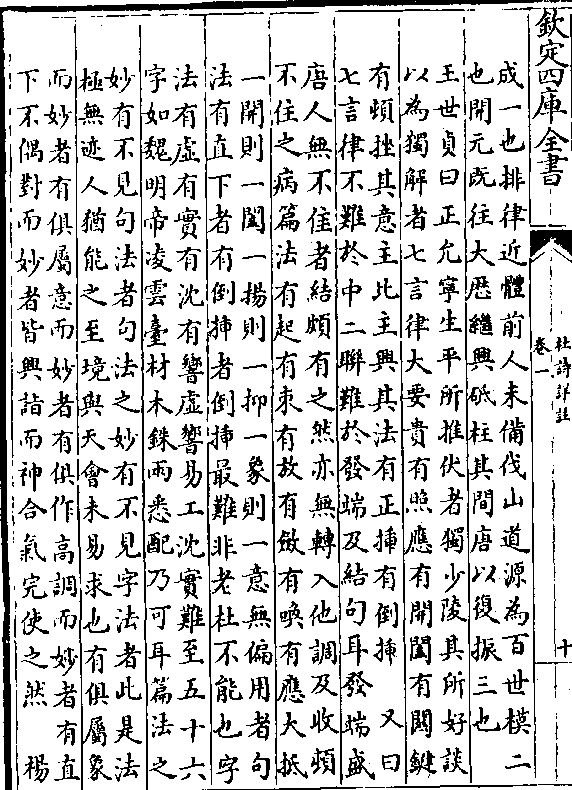 欽定四庫全書
杜詩詳註
卷一
十
成一也排律近體前人未備伐山道源為百世模二
也開元既往大厯繼興砥柱其間唐以復振三也
王世貞曰正允寧生平所推伏者獨少陵其所好談
以為獨解者七言律大要貴有照應有開闔有闗鍵
有頓挫其意主比主興其法有正揷有倒揷　又曰
七言律不難於中二聯難於發端及結句耳發端盛
唐人無不佳者結頗有之然亦無轉入他調及收頓
不住之病篇法有起有束有放有斂有喚有應大抵
一開則一闔一揚則一抑一象則一意無偏用者句
法有直下者有倒揷者倒揷最難非老杜不能也字
法有虛有實有沈有響虛響易工沈實難至五十六
字如魏明帝凌雲臺材木銖兩悉配乃可耳篇法之
妙有不見句法者句法之妙有不見字法者此是法
極無迹人猶能之至境與天會未易求也有俱屬象
而妙者有俱屬意而妙者有俱作高調而妙者有直
下不偶對而妙者皆興詣而神合氣完使之然　楊